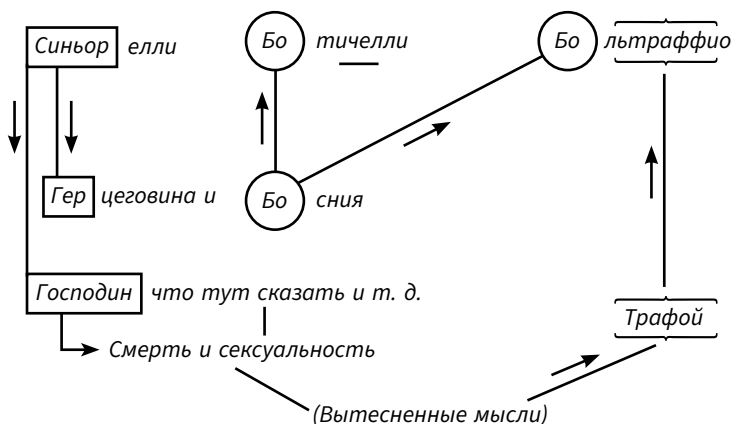 Синьор елли Бо тичелли Бо льтраффио
Гер цеговина и Бо сния
Господин что тут сказать и т. д.
Трафой
Смерть и сексуальность
(Вытесненные мысли)